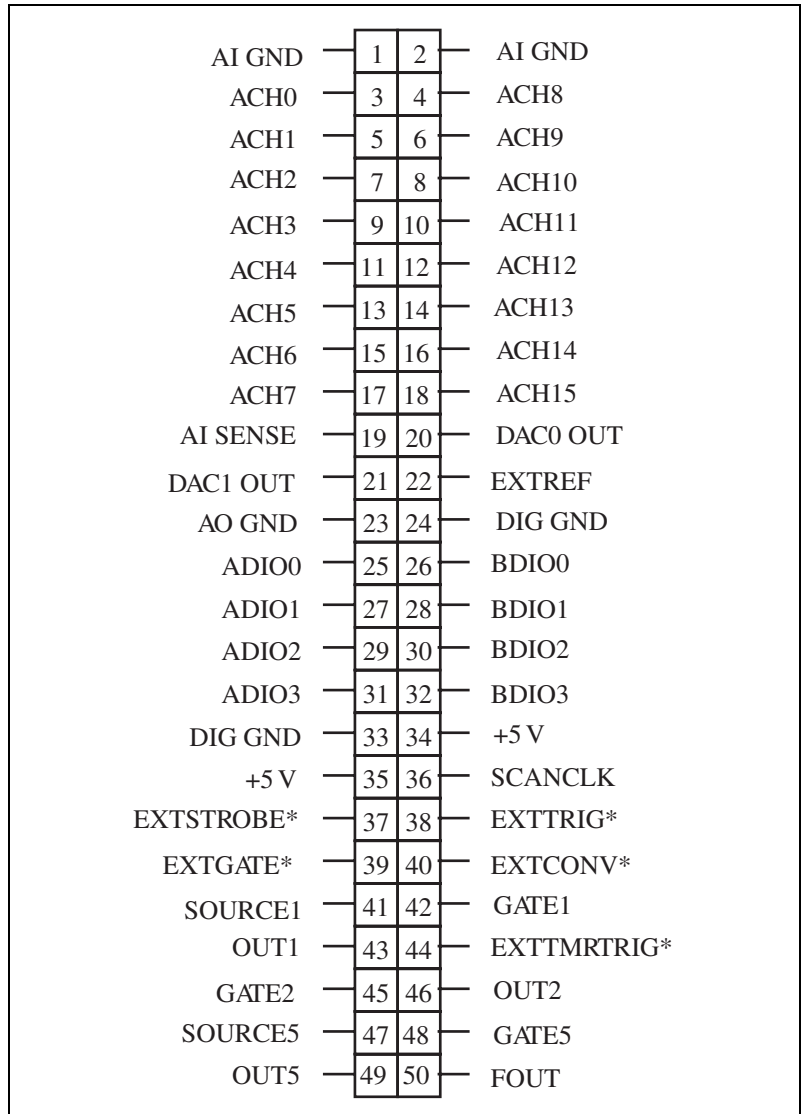 AI GND 1 2 AI GND
ACH0 3 4 ACH8
ACH1 5 6 ACH9
ACH2 7 8 ACH10
ACH3 9 10 ACH11
ACH4 11 12 ACH12
ACH5 13 14 ACH13
ACH6 15 16 ACH14
ACH7 17 18 ACH15
AI SENSE 19 20 DAC0 OUT
DAC1 OUT 21 22 EXTREF
AO GND 23 24 DIG GND
ADIO0 25 26 BDIO0
ADIO1 27 28 BDIO1
ADIO2 29 30 BDIO2
ADIO3 31 32 BDIO3
DIG GND 33 34 +5 V
+5 V 35 36 SCANCLK
EXTSTROBE* 37 38 EXTTRIG*
EXTGATE* 39 40 EXTCONV*
SOURCE1 41 42 GATE1
OUT1 43 44 EXTTMRTRIG*
GATE2 45 46 OUT2
SOURCE5 47 48 GATE5
OUT5 49 50 FOUT